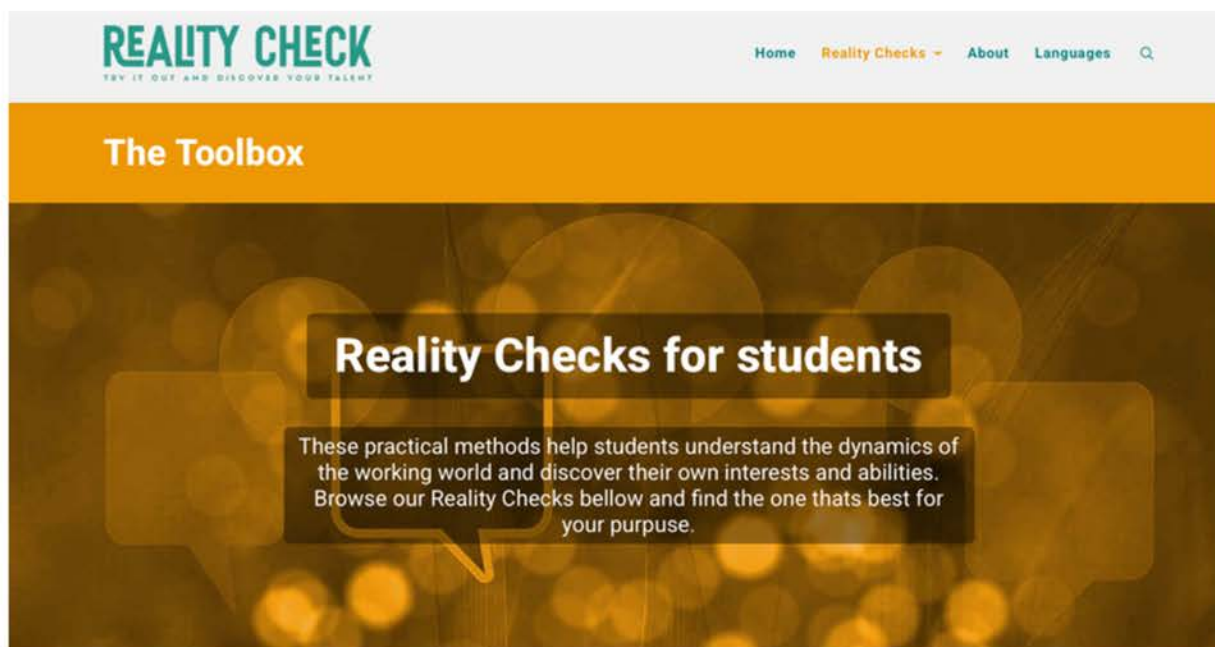 REALITY CHECK
TRY IT OUT AND DISCOVER YOUR TALENT
Home Reality Checks About Languages
The Toolbox
Reality Checks for students
These practical methods help students understand the dynamics of
the working world and discover their own interests and abilities.
Browse our Reality Checks bellow and find the one thats best for
your purpuse.